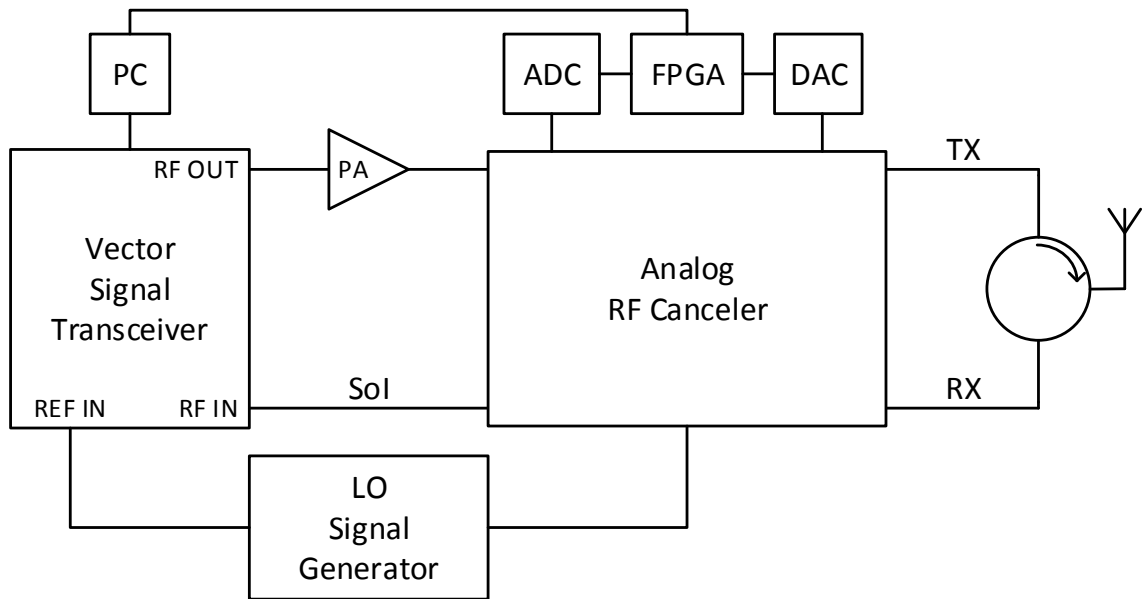 PC
ADC
FPGA
DAC
RF OUT
PA
TX
Vector
Signal
Transceiver
Analog
RF Canceler
REF IN
RF IN
SoI
RX
LO
Signal
Generator